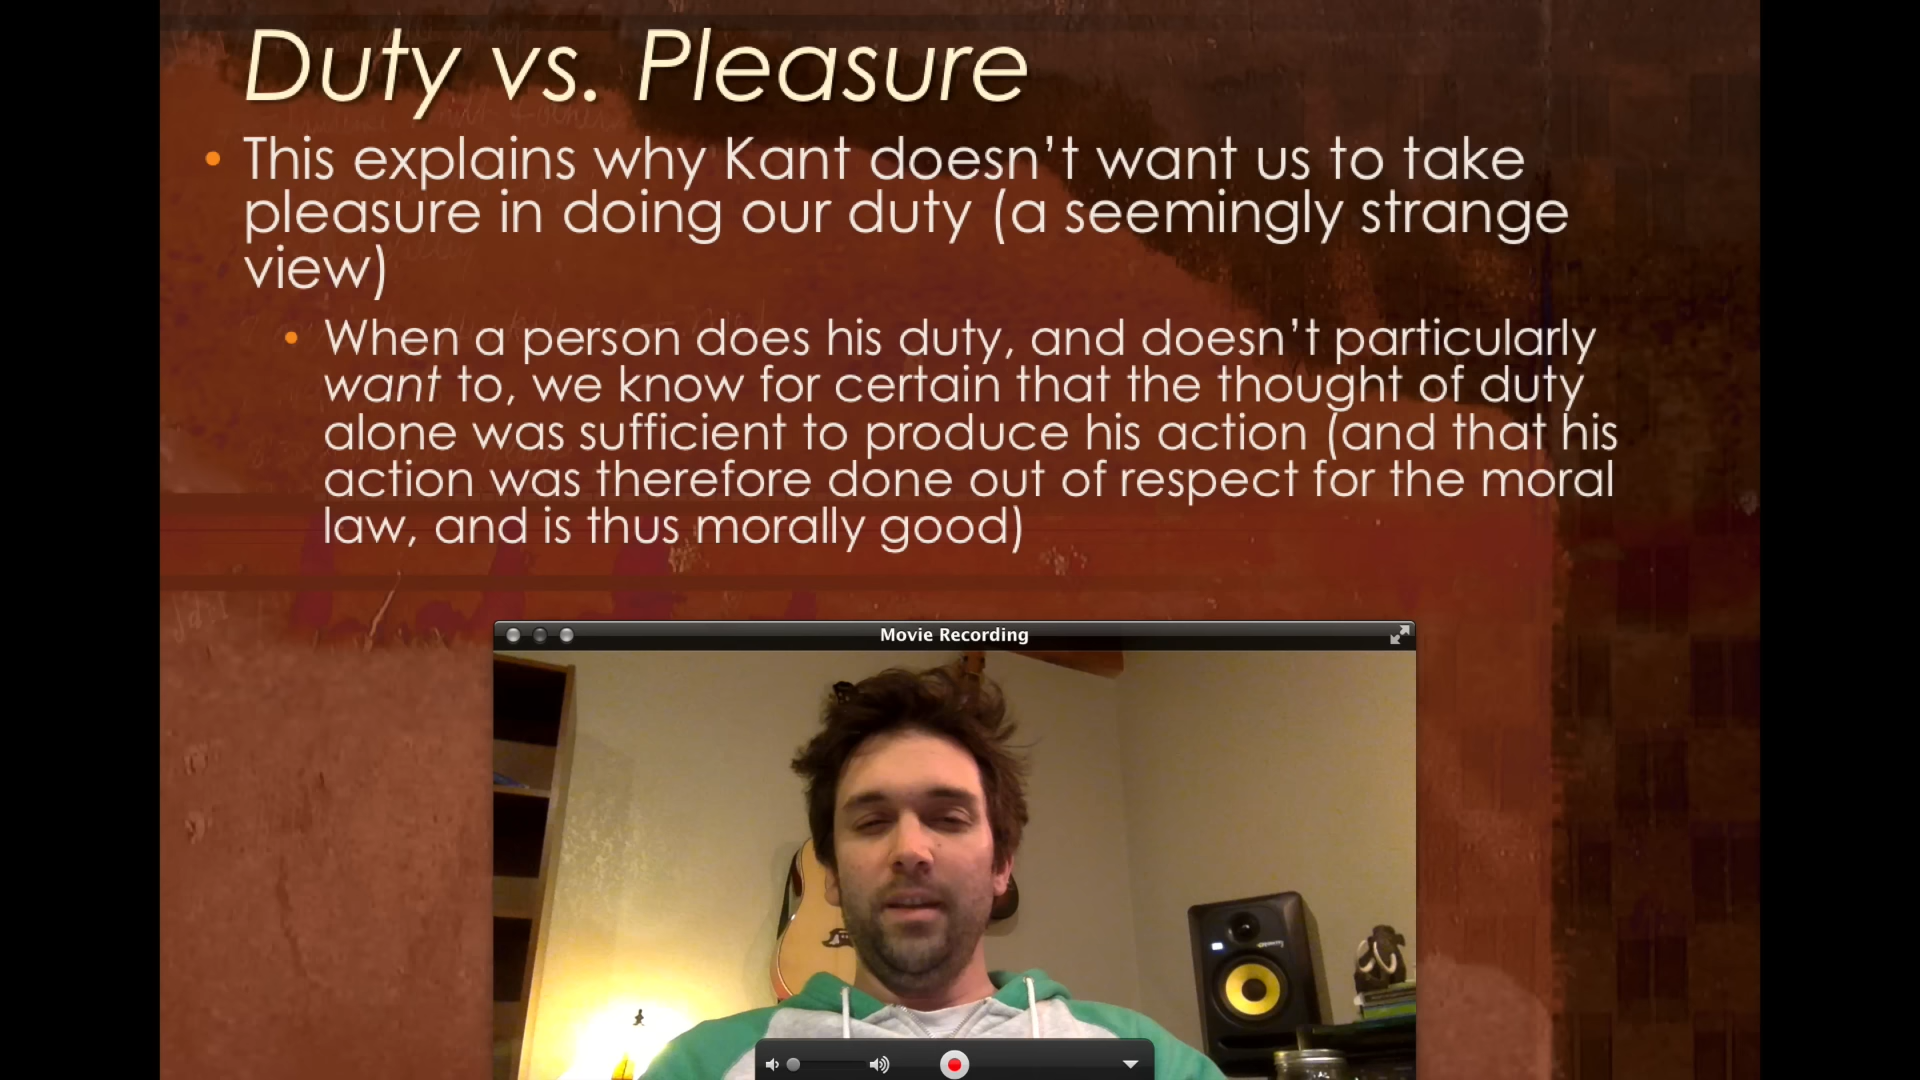 Duty vs. Pleasure
• This explains why Kant doesn’t want us to take
pleasure in doing our duty (a seemingly strange
view)
• When a person does his duty, and doesn’t particularly
want to, we know for certain that the thought of duty
alone was sufficient to produce his action (and that his
action was therefore done out of respect for the moral
law, and is thus morally good)
Movie Recording